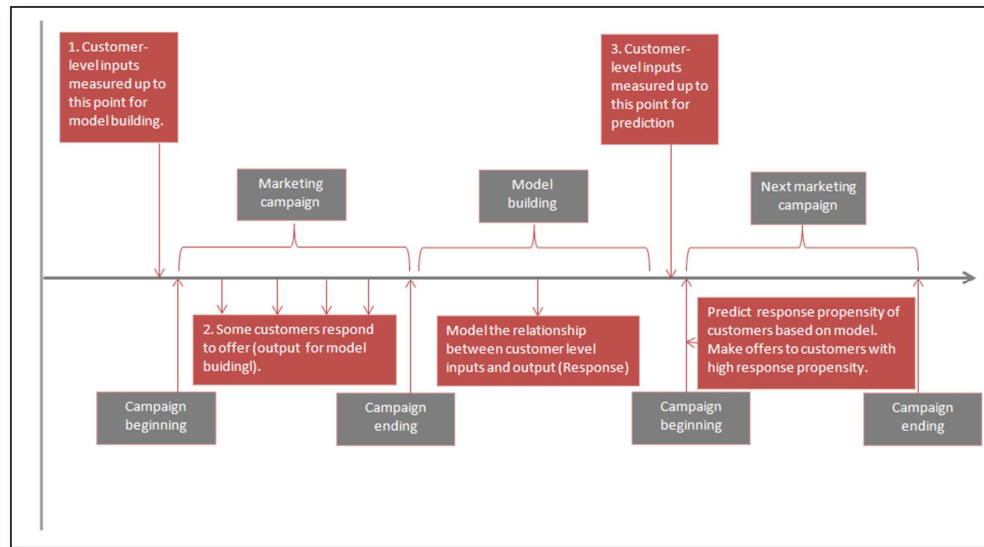 1. Customer-
level inputs
measured up to
this point for
model building.
3. Customer-
level inputs
measured up to
this point for
prediction
Marketing
campaign
Model
building
Next marketing
campaign
2. Some customers respond
to offer (output for model
buidingl).
Model the relationship
between customer level
inputs and output (Response)
Predict response propensity of
customers based on model.
Make offers to customers with
high response propensity.
Campaign
beginning
Campaign
ending
Campaign
beginning
Campaign
ending